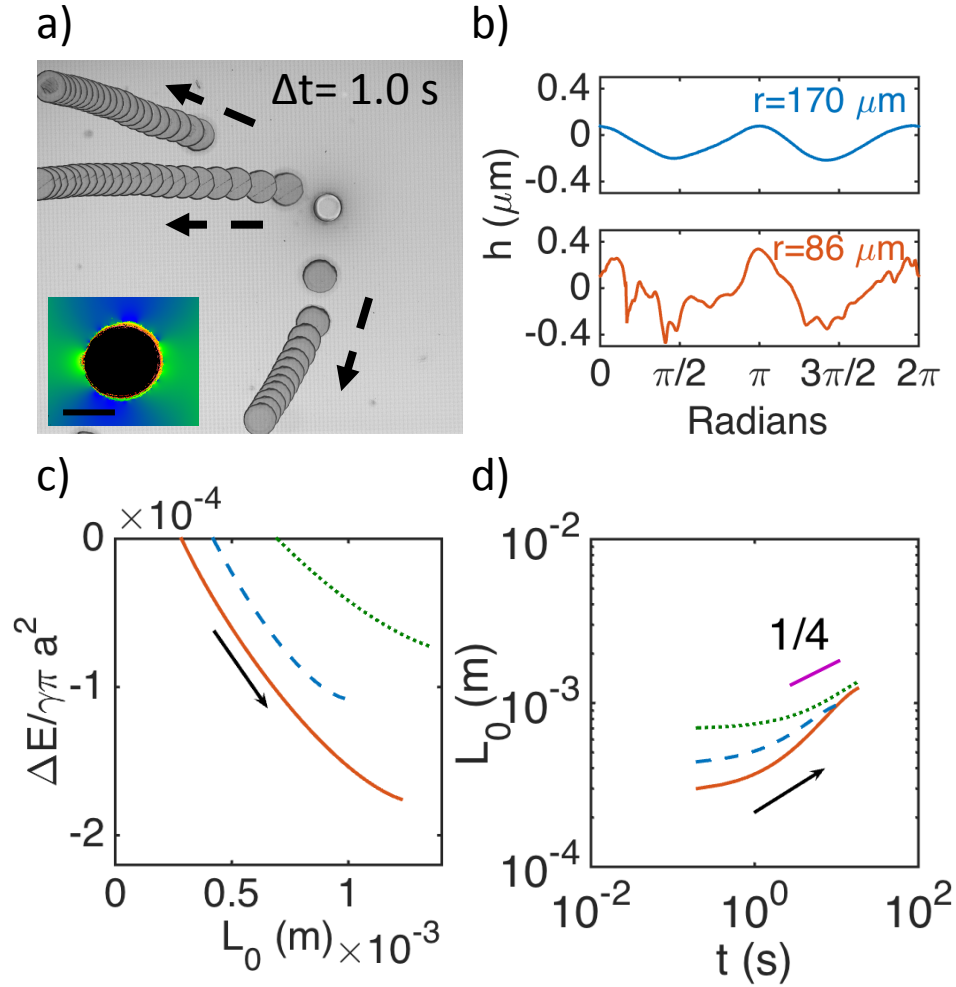 a)
Δt= 1.0 s
b)
0.4
0
-0.4
r=170 μm
h (μm)
0.4
0
-0.4
r=86 μm
0 π/2 π 3π/2 2π
Radians
c)
×10⁻⁴
0
-1
-2
ΔE/γπ a²
0 0.5 1
L₀ (m) ×10⁻³
d)
10⁻²
10⁻³
10⁻⁴
L₀ (m)
1/4
10⁻² 10⁰ 10²
t (s)